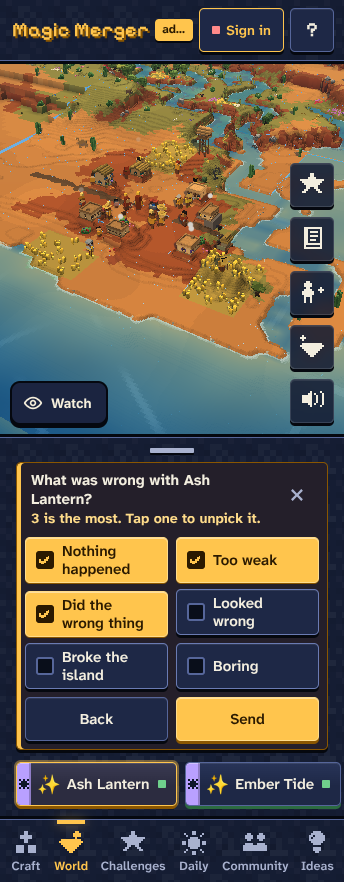 Magic Merger
ad...
Sign in
?
Watch
What was wrong with Ash
Lantern?
3 is the most. Tap one to unpick it.
Nothing
happened
Too weak
Did the
wrong thing
Looked
wrong
Broke the
island
Boring
Back
Send
Ash Lantern
Ember Tide
Craft
World
Challenges
Daily
Community
Ideas